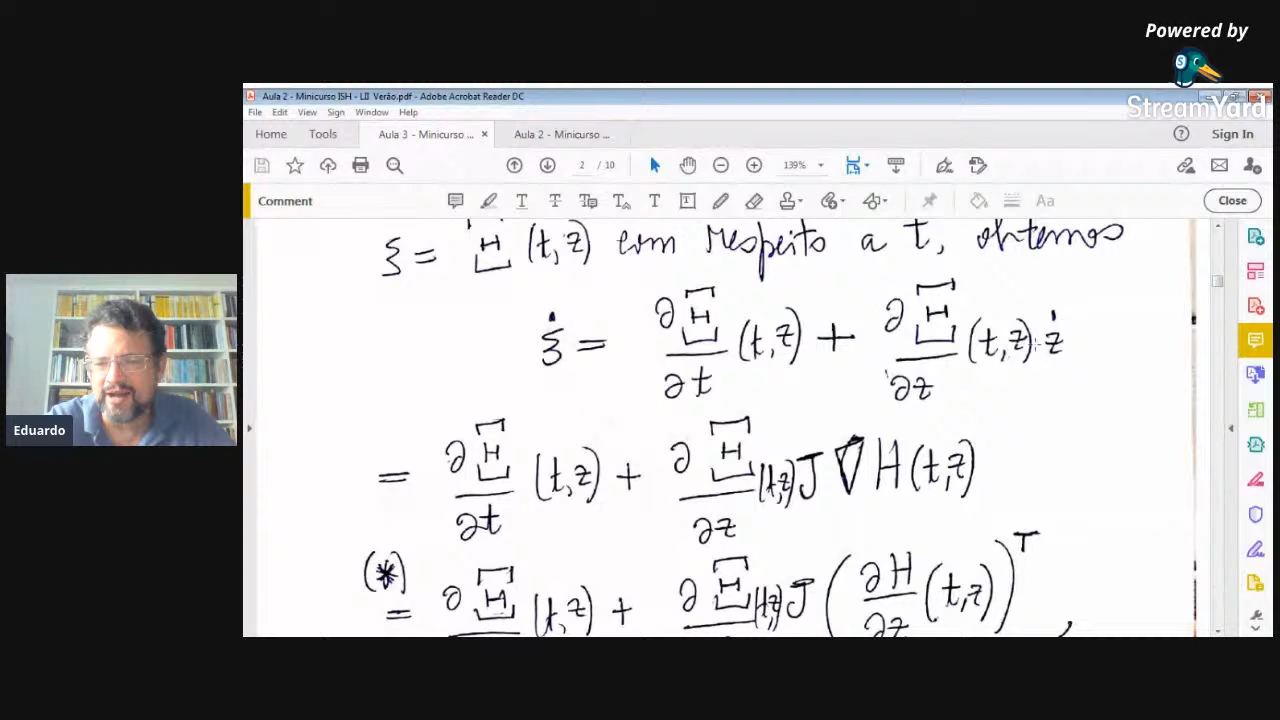 Powered by
StreamYard
Aula 2 - Minicurso ISH - LII Verão.pdf - Adobe Acrobat Reader DC
File Edit View Sign Window Help
Home Tools Aula 3 - Minicurso ... × Aula 2 - Minicurso ...
Sign In
2 / 10 139%
Comment
Close
ξ = Ξ (t,z) com respeito a t, obtemos
ξ̇ = ∂Ξ/∂t (t,z) + ∂Ξ/∂z (t,z)·ż
= ∂Ξ/∂t (t,z) + ∂Ξ/∂z (t,z) J ∇H(t,z)
(*) = ∂Ξ (t,z) + ∂Ξ (t,z) J (∂H/∂z (t,z))ᵀ ,
Eduardo